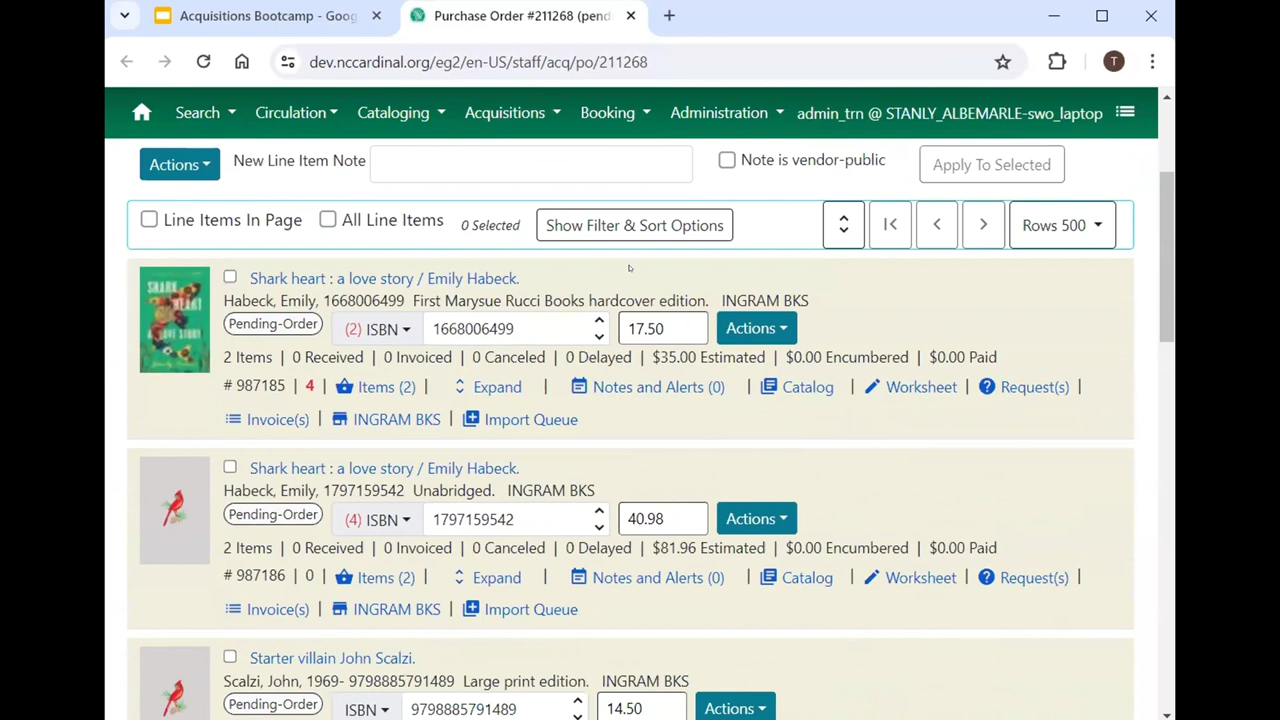 Acquisitions Bootcamp - Goog
Purchase Order #211268 (pend
dev.nccardinal.org/eg2/en-US/staff/acq/po/211268
T
Search Circulation Cataloging Acquisitions Booking Administration admin_trn @ STANLY_ALBEMARLE-swo_laptop
Actions New Line Item Note Note is vendor-public Apply To Selected
Line Items In Page All Line Items 0 Selected Show Filter & Sort Options Rows 500
SHARK HEART A LOVE STORY
Shark heart : a love story / Emily Habeck.
Habeck, Emily, 1668006499 First Marysue Rucci Books hardcover edition. INGRAM BKS
Pending-Order (2) ISBN 1668006499 17.50 Actions
2 Items | 0 Received | 0 Invoiced | 0 Canceled | 0 Delayed | $35.00 Estimated | $0.00 Encumbered | $0.00 Paid
# 987185 | 4 | Items (2) | Expand | Notes and Alerts (0) | Catalog | Worksheet | Request(s) |
Invoice(s) | INGRAM BKS | Import Queue
Shark heart : a love story / Emily Habeck.
Habeck, Emily, 1797159542 Unabridged. INGRAM BKS
Pending-Order (4) ISBN 1797159542 40.98 Actions
2 Items | 0 Received | 0 Invoiced | 0 Canceled | 0 Delayed | $81.96 Estimated | $0.00 Encumbered | $0.00 Paid
# 987186 | 0 | Items (2) | Expand | Notes and Alerts (0) | Catalog | Worksheet | Request(s) |
Invoice(s) | INGRAM BKS | Import Queue
Starter villain John Scalzi.
Scalzi, John, 1969- 9798885791489 Large print edition. INGRAM BKS
Pending-Order ISBN 9798885791489 14.50 Actions